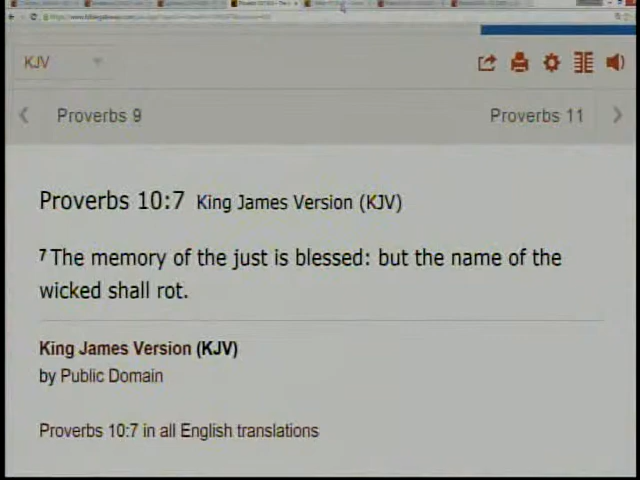 KJV
Proverbs 9
Proverbs 11
Proverbs 10:7 King James Version (KJV)
7 The memory of the just is blessed: but the name of the
wicked shall rot.
King James Version (KJV)
by Public Domain
Proverbs 10:7 in all English translations